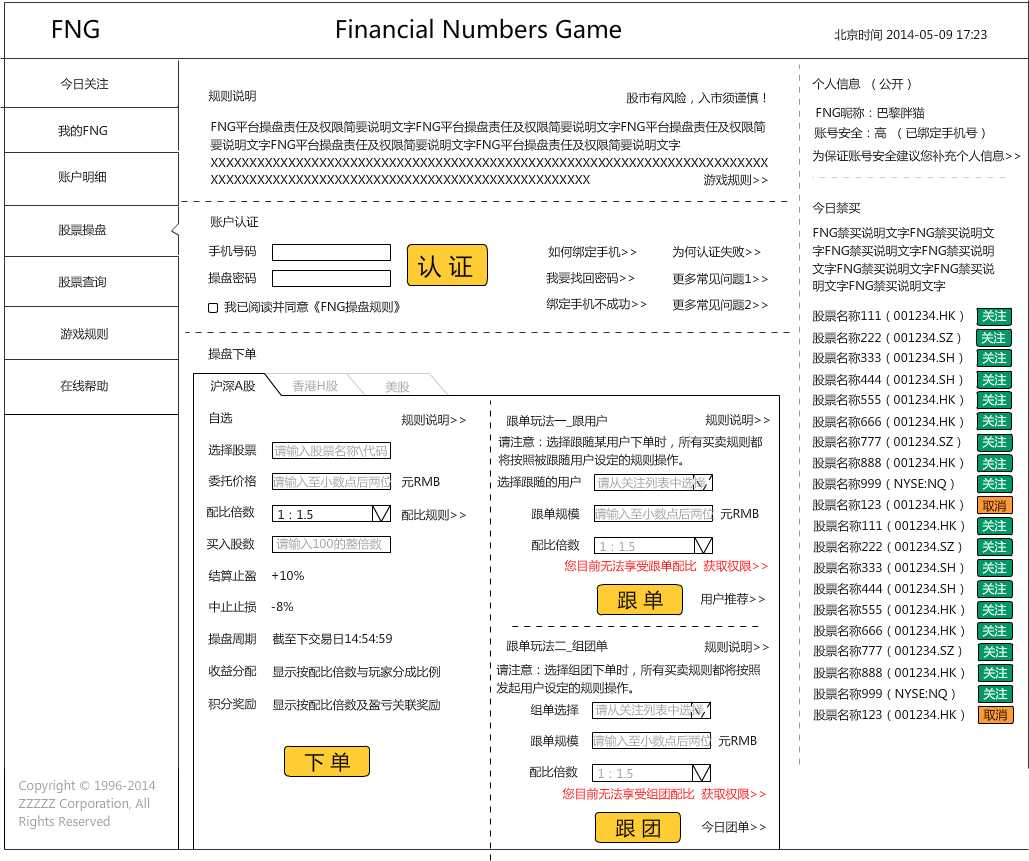 FNG
Financial Numbers Game
北京时间 2014-05-09 17:23
今日关注
我的FNG
账户明细
股票操盘
股票查询
游戏规则
在线帮助
Copyright © 1996-2014
ZZZZZ Corporation, All
Rights Reserved
规则说明
股市有风险，入市须谨慎！
FNG平台操盘责任及权限简要说明文字FNG平台操盘责任及权限简要说明文字FNG平台操盘责任及权限简
要说明文字FNG平台操盘责任及权限简要说明文字FNG平台操盘责任及权限简要说明文字
XXXXXXXXXXXXXXXXXXXXXXXXXXXXXXXXXXXXXXXXXXXXXXXXXXXXXXXXXXXXXXXXXXXXXXXX
XXXXXXXXXXXXXXXXXXXXXXXXXXXXXXXXXXXXXXXXXXXXXXXXX
游戏规则>>
账户认证
手机号码
操盘密码
认 证
我已阅读并同意《FNG操盘规则》
如何绑定手机>>
为何认证失败>>
我要找回密码>>
更多常见问题1>>
绑定手机不成功>>
更多常见问题2>>
操盘下单
沪深A股
香港H股
美股
自选
规则说明>>
选择股票 请输入股票名称\代码
委托价格 请输入至小数点后两位 元RMB
配比倍数 1：1.5 配比规则>>
买入股数 请输入100的整倍数
结算止盈 +10%
中止止损 -8%
操盘周期 截至下交易日14:54:59
收益分配 显示按配比倍数与玩家分成比例
积分奖励 显示按配比倍数及盈亏关联奖励
下 单
跟单玩法一_跟用户
规则说明>>
请注意：选择跟随某用户下单时，所有买卖规则都
将按照被跟随用户设定的规则操作。
选择跟随的用户 请从关注列表中选择
跟单规模 请输入至小数点后两位 元RMB
配比倍数 1：1.5
您目前无法享受跟单配比 获取权限>>
跟 单
用户推荐>>
跟单玩法二_组团单
规则说明>>
请注意：选择组团下单时，所有买卖规则都将按照
发起用户设定的规则操作。
组单选择 请从关注列表中选择
跟单规模 请输入至小数点后两位 元RMB
配比倍数 1：1.5
您目前无法享受组团配比 获取权限>>
跟 团
今日团单>>
个人信息 （公开）
FNG昵称：巴黎胖猫
账号安全：高 （已绑定手机号）
为保证账号安全建议您补充个人信息>>
今日禁买
FNG禁买说明文字FNG禁买说明文
字FNG禁买说明文字FNG禁买说明
文字FNG禁买说明文字FNG禁买说
明文字FNG禁买说明文字
股票名称111（001234.HK） 关注
股票名称222（001234.SZ） 关注
股票名称333（001234.SH） 关注
股票名称444（001234.SH） 关注
股票名称555（001234.HK） 关注
股票名称666（001234.HK） 关注
股票名称777（001234.SZ） 关注
股票名称888（001234.HK） 关注
股票名称999（NYSE:NQ） 关注
股票名称123（001234.HK） 取消
股票名称111（001234.HK） 关注
股票名称222（001234.SZ） 关注
股票名称333（001234.SH） 关注
股票名称444（001234.SH） 关注
股票名称555（001234.HK） 关注
股票名称666（001234.HK） 关注
股票名称777（001234.SZ） 关注
股票名称888（001234.HK） 关注
股票名称999（NYSE:NQ） 关注
股票名称123（001234.HK） 取消